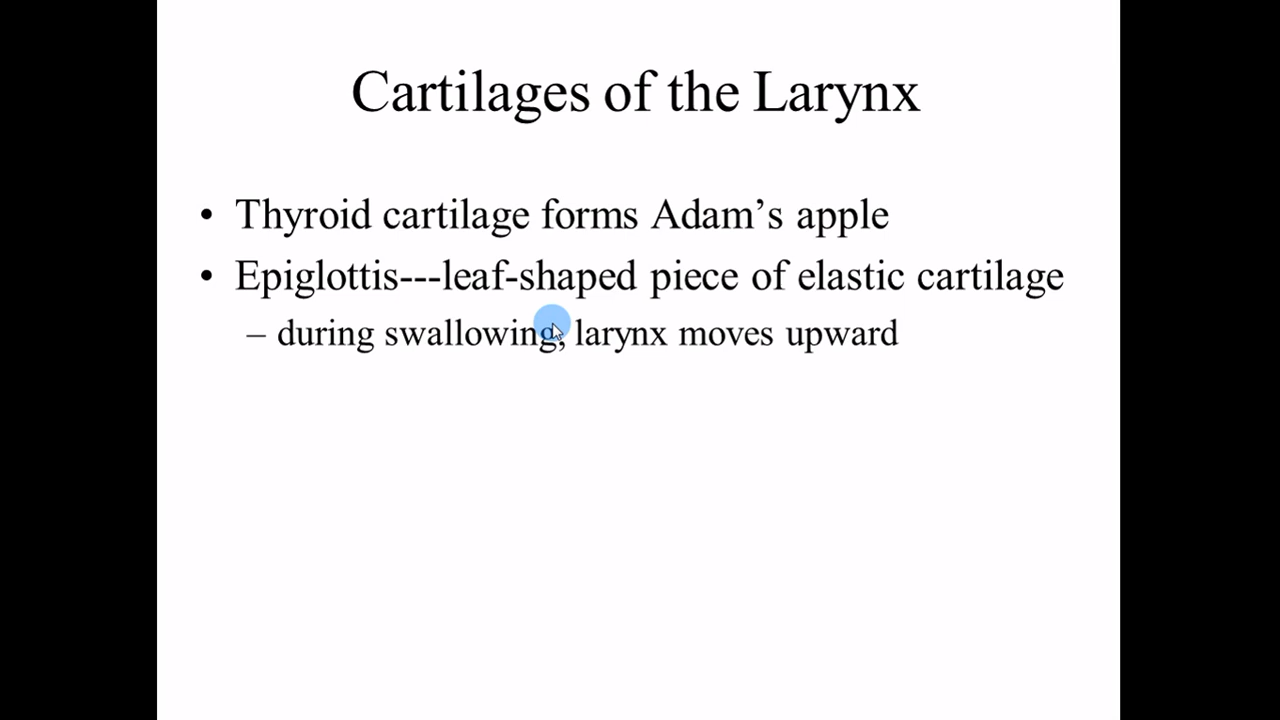 Cartilages of the Larynx
• Thyroid cartilage forms Adam’s apple
• Epiglottis---leaf-shaped piece of elastic cartilage
– during swallowing, larynx moves upward